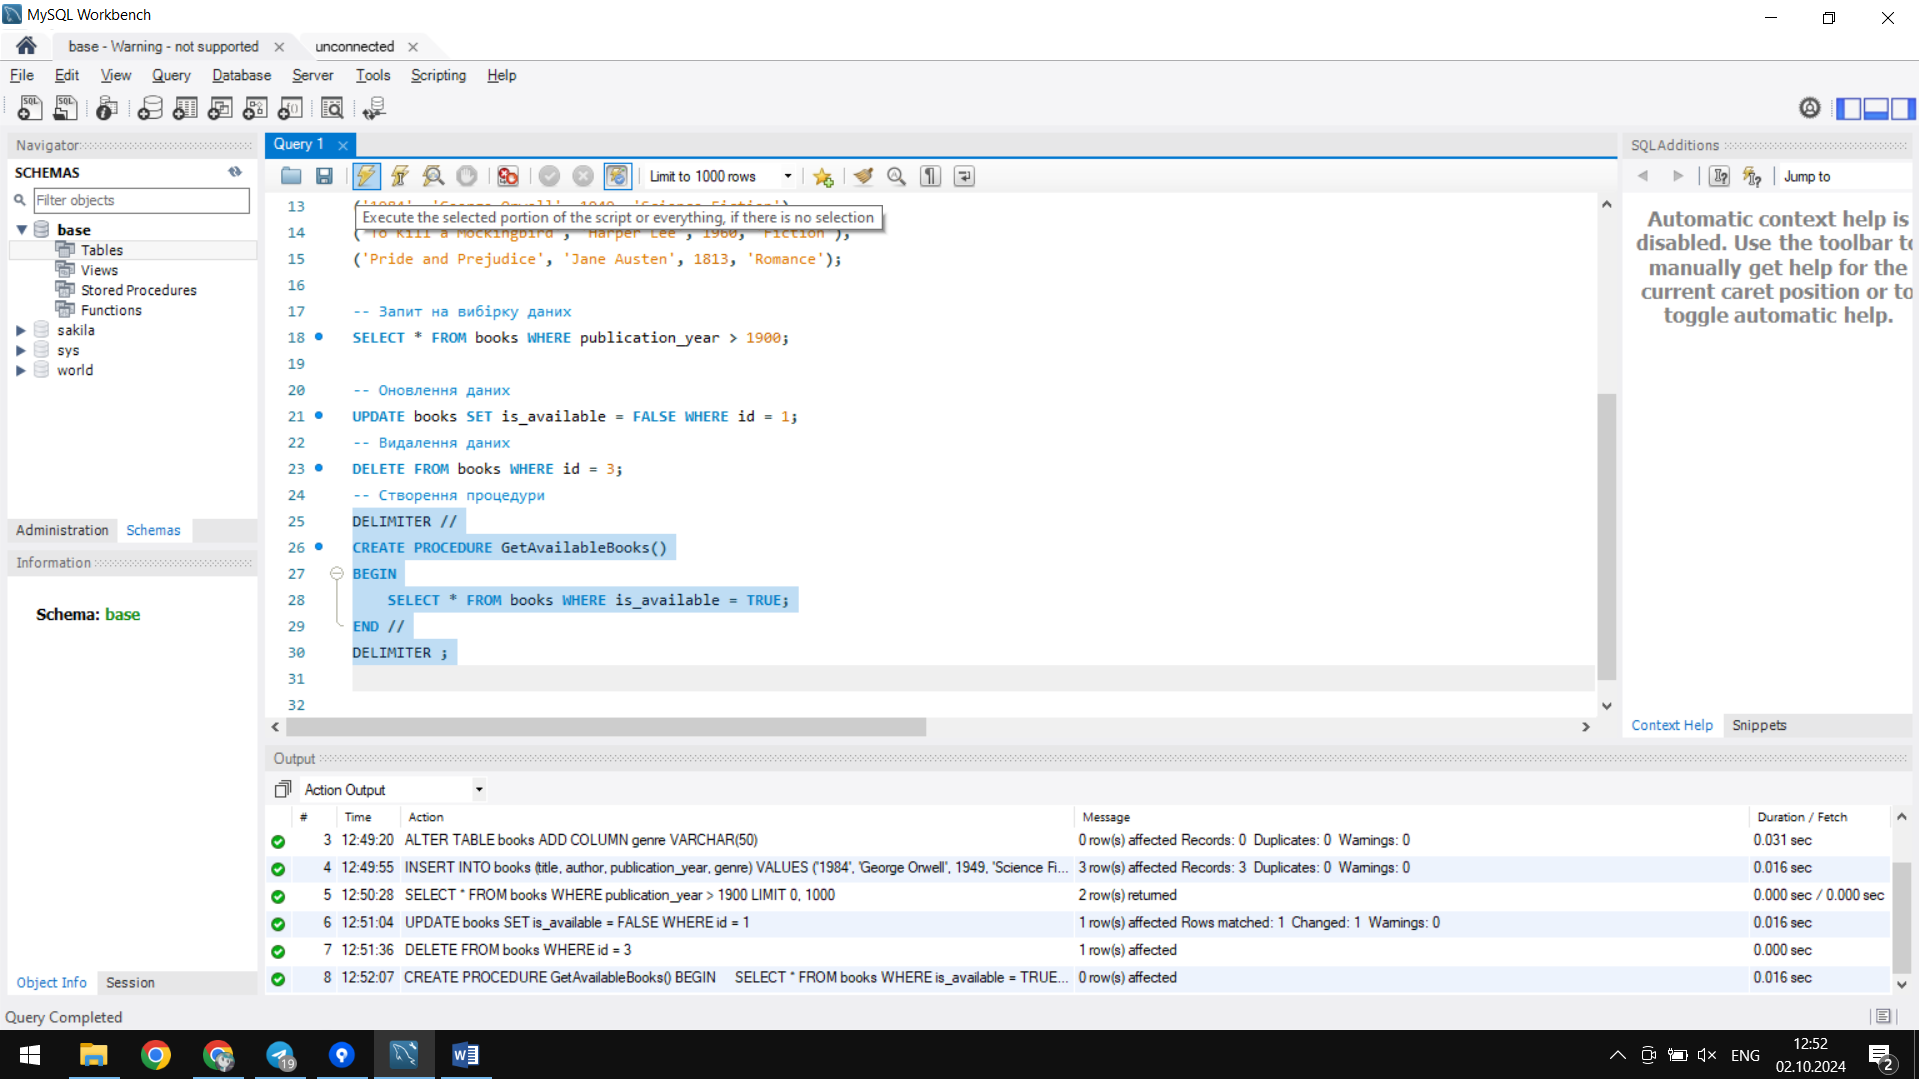 MySQL Workbench
base - Warning - not supported
unconnected
File Edit View Query Database Server Tools Scripting Help
Navigator
SCHEMAS
Filter objects
base
Tables
Views
Stored Procedures
Functions
sakila
sys
world
Administration Schemas
Information
Schema: base
Object Info Session
Query 1
Limit to 1000 rows
Execute the selected portion of the script or everything, if there is no selection
13
14 ('To Kill a Mockingbird', 'Harper Lee', 1960, 'Fiction'),
15 ('Pride and Prejudice', 'Jane Austen', 1813, 'Romance');
16
17 -- Запит на вибірку даних
18 SELECT * FROM books WHERE publication_year > 1900;
19
20 -- Оновлення даних
21 UPDATE books SET is_available = FALSE WHERE id = 1;
22 -- Видалення даних
23 DELETE FROM books WHERE id = 3;
24 -- Створення процедури
25 DELIMITER //
26 CREATE PROCEDURE GetAvailableBooks()
27 BEGIN
28 SELECT * FROM books WHERE is_available = TRUE;
29 END //
30 DELIMITER ;
31
32
SQLAdditions
Jump to
Automatic context help is
disabled. Use the toolbar to
manually get help for the
current caret position or to
toggle automatic help.
Context Help Snippets
Output
Action Output
# Time Action Message Duration / Fetch
3 12:49:20 ALTER TABLE books ADD COLUMN genre VARCHAR(50) 0 row(s) affected Records: 0 Duplicates: 0 Warnings: 0 0.031 sec
4 12:49:55 INSERT INTO books (title, author, publication_year, genre) VALUES ('1984', 'George Orwell', 1949, 'Science Fi... 3 row(s) affected Records: 3 Duplicates: 0 Warnings: 0 0.016 sec
5 12:50:28 SELECT * FROM books WHERE publication_year > 1900 LIMIT 0, 1000 2 row(s) returned 0.000 sec / 0.000 sec
6 12:51:04 UPDATE books SET is_available = FALSE WHERE id = 1 1 row(s) affected Rows matched: 1 Changed: 1 Warnings: 0 0.016 sec
7 12:51:36 DELETE FROM books WHERE id = 3 1 row(s) affected 0.000 sec
8 12:52:07 CREATE PROCEDURE GetAvailableBooks() BEGIN SELECT * FROM books WHERE is_available = TRUE... 0 row(s) affected 0.016 sec
Query Completed
19
ENG
12:52
02.10.2024
2